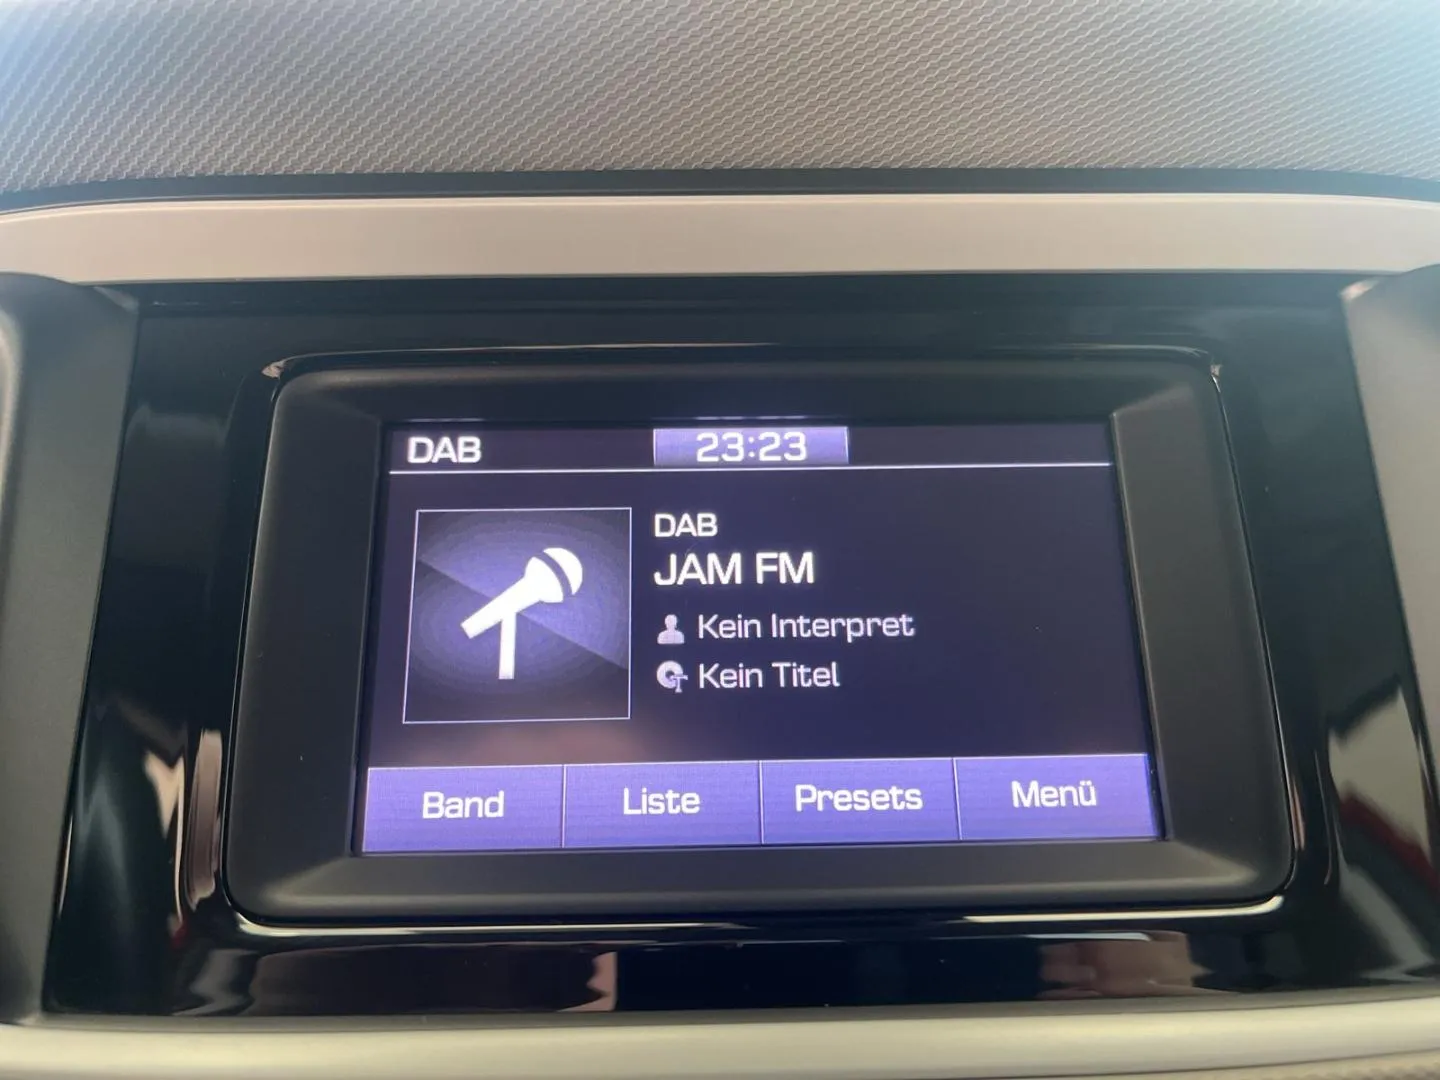 DAB
23:23
DAB
JAM FM
Kein Interpret
Kein Titel
Band
Liste
Presets
Menü